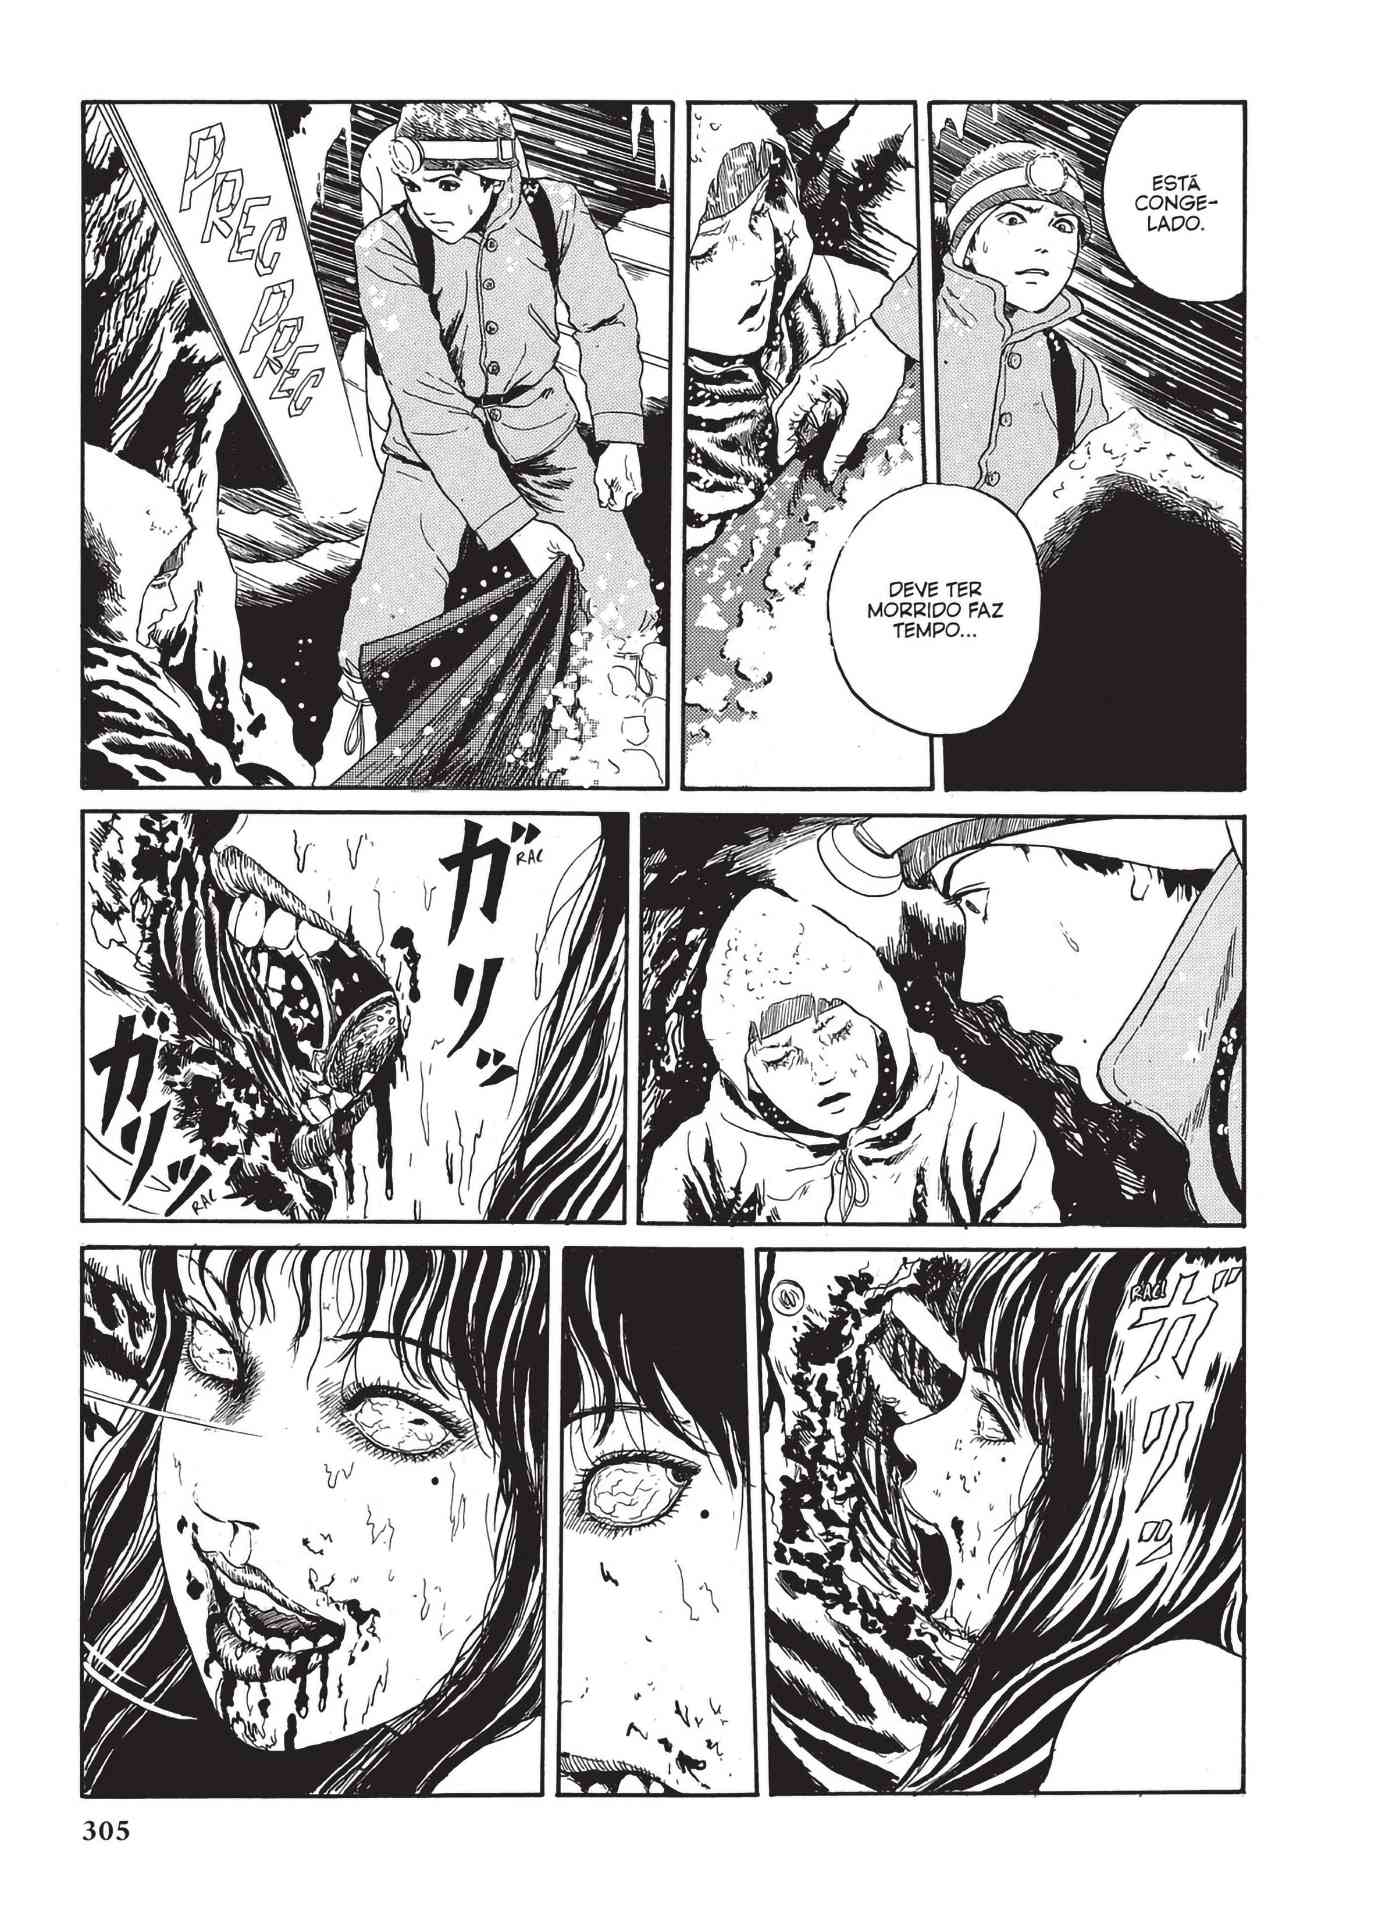 ESTÁ
CONGE-
LADO.
DEVE TER
MORRIDO FAZ
TEMPO...
PREC
PREC
ガリッ
RAC
ガリッ
RAC
ガリッ
RAC
305